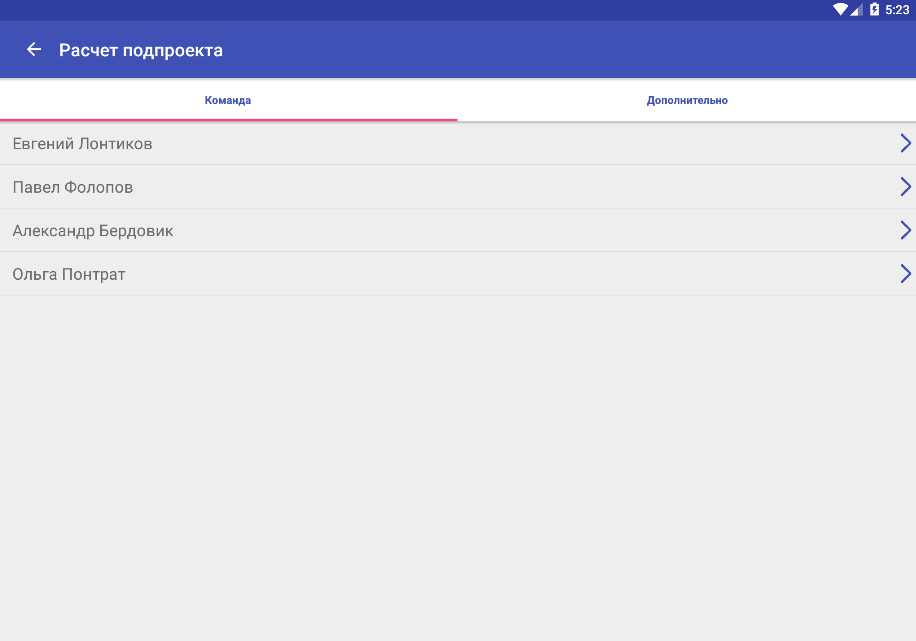 5:23
Расчет подпроекта
Команда
Дополнительно
Евгений Лонтиков
Павел Фолопов
Александр Бердовик
Ольга Понтрат